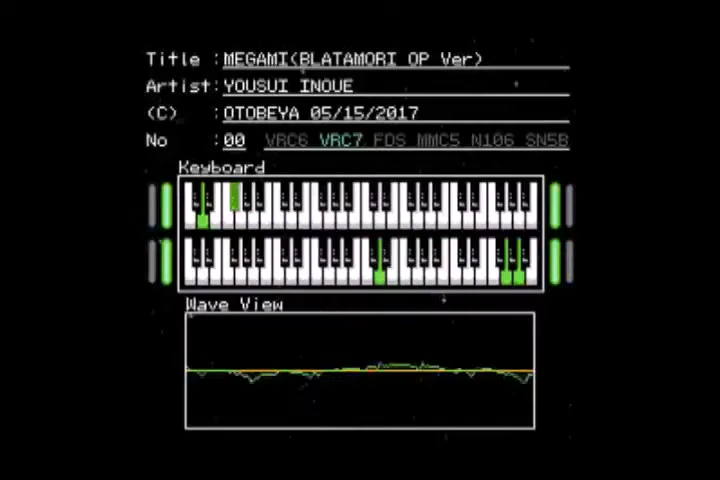 Title :MEGAMI(BLATAMORI OP Ver)
Artist:YOUSUI INOUE
(C) :OTOBEYA 05/15/2017
No :00 VRC6 VRC7 FDS MMC5 N106 SN5B
Keyboard
Wave View